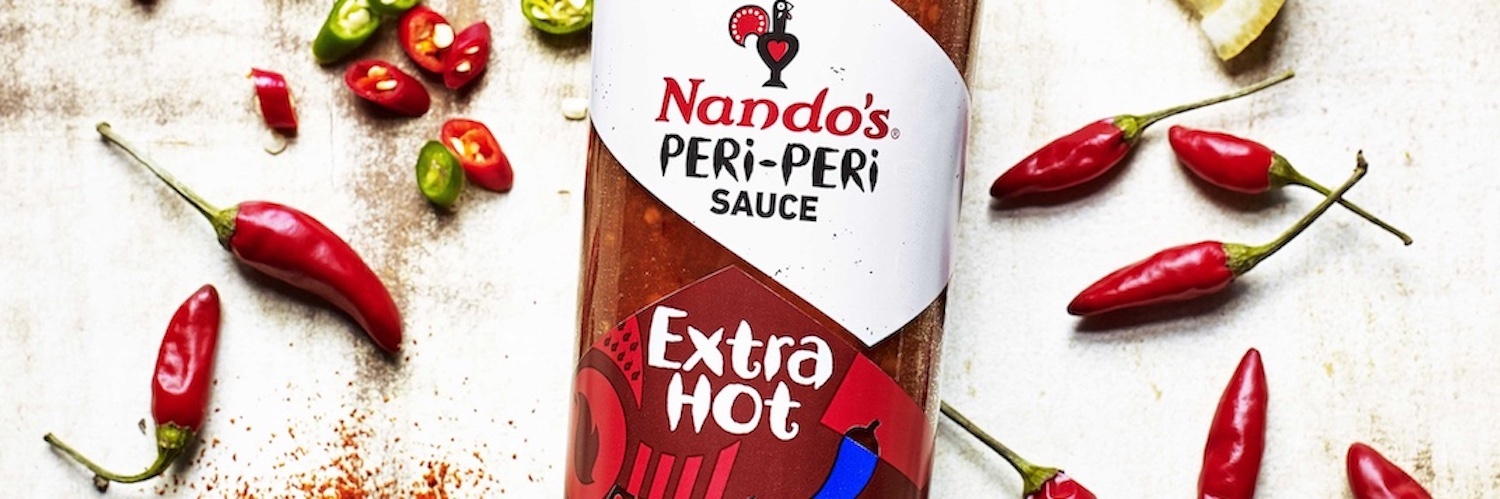 Nando's®
PERi-PERi
SAUCE
Extra
Hot